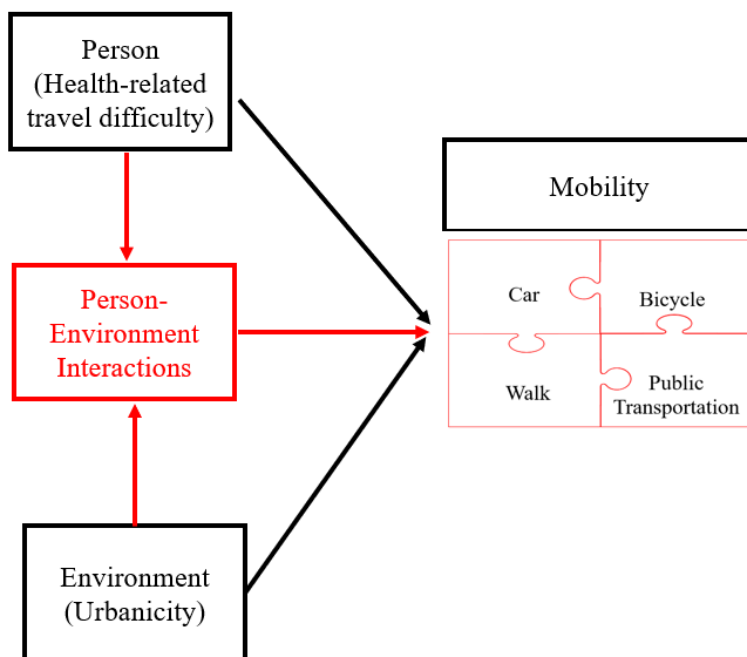 Person
(Health-related
travel difficulty)
Mobility
Person-
Environment
Interactions
Car
Bicycle
Walk
Public
Transportation
Environment
(Urbanicity)